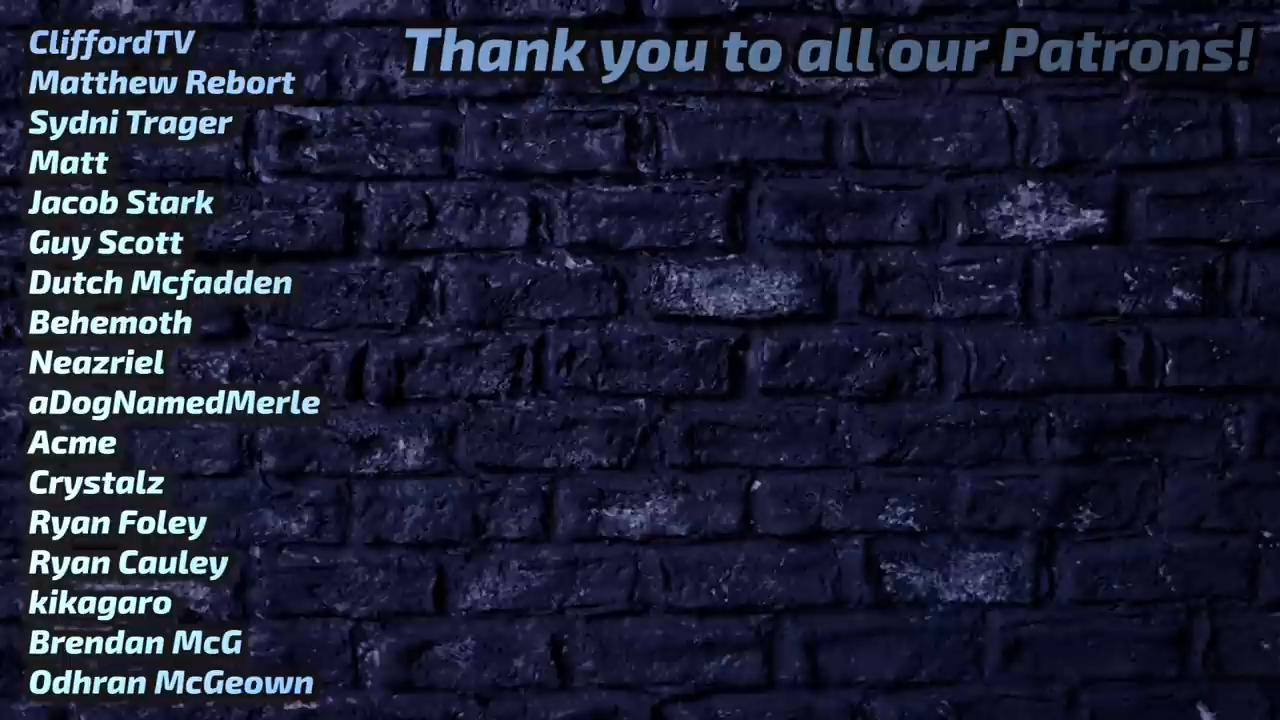 Thank you to all our Patrons!
CliffordTV
Matthew Rebort
Sydni Trager
Matt
Jacob Stark
Guy Scott
Dutch Mcfadden
Behemoth
Neazriel
aDogNamedMerle
Acme
Crystalz
Ryan Foley
Ryan Cauley
kikagaro
Brendan McG
Odhran McGeown